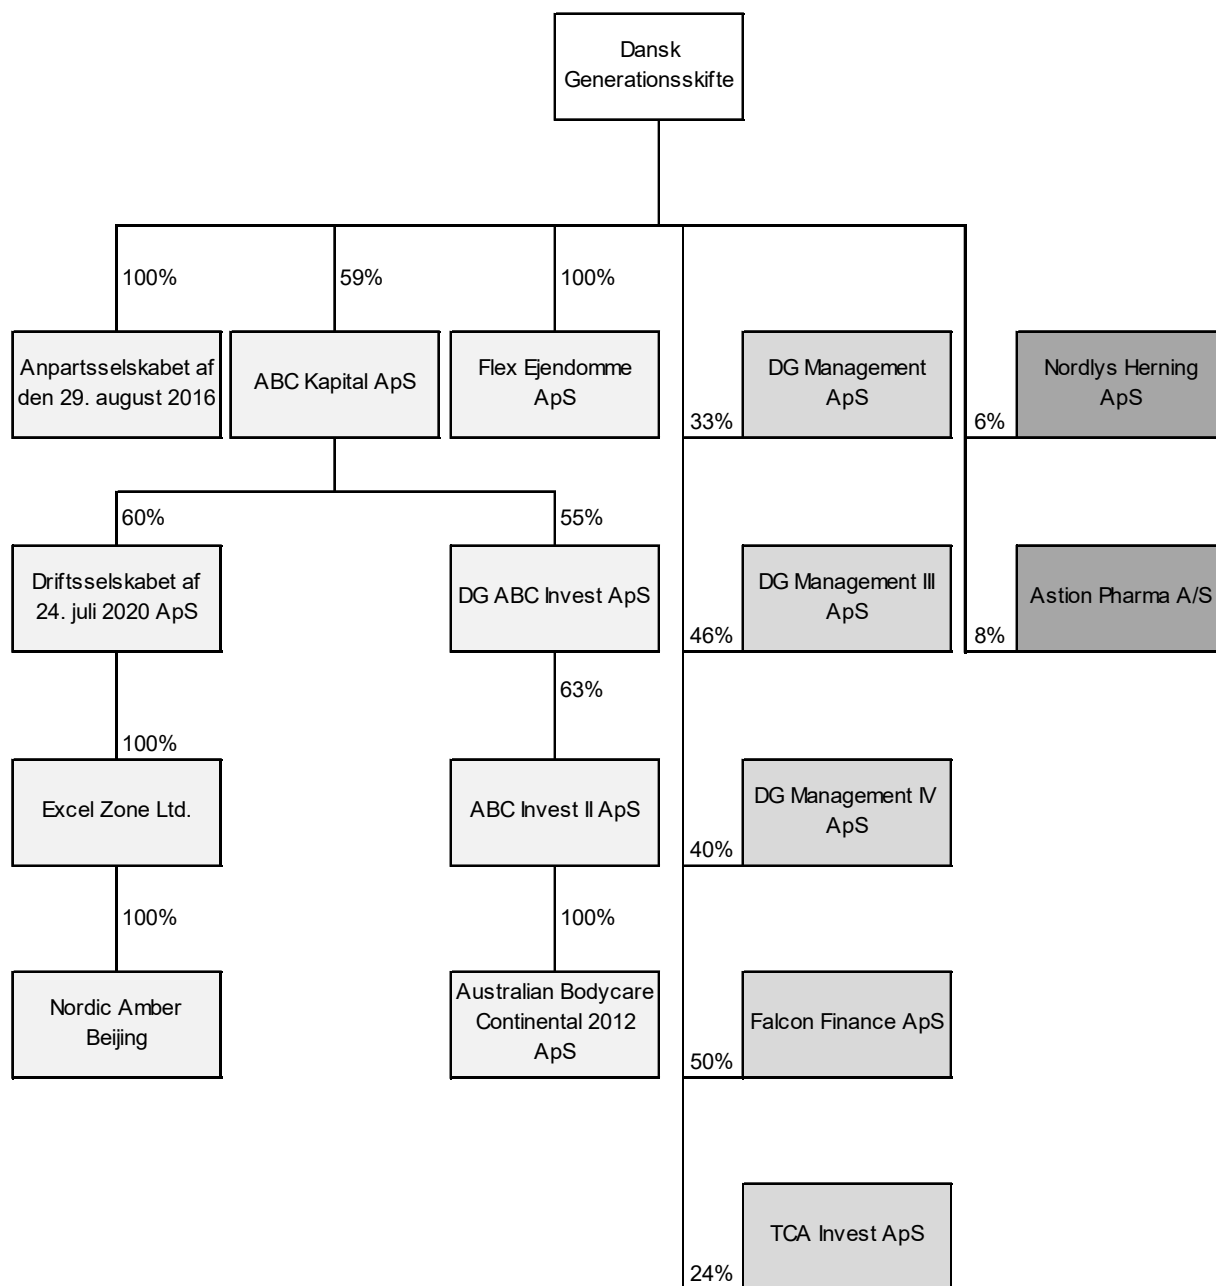 Dansk
Generationsskifte
100%
59%
100%
Anpartsselskabet af
den 29. august 2016
ABC Kapital ApS
Flex Ejendomme
ApS
DG Management
ApS
Nordlys Herning
ApS
33%
6%
60%
55%
Driftsselskabet af
24. juli 2020 ApS
DG ABC Invest ApS
DG Management III
ApS
Astion Pharma A/S
46%
8%
63%
100%
Excel Zone Ltd.
ABC Invest II ApS
DG Management IV
ApS
40%
100%
100%
Nordic Amber
Beijing
Australian Bodycare
Continental 2012
ApS
Falcon Finance ApS
50%
TCA Invest ApS
24%